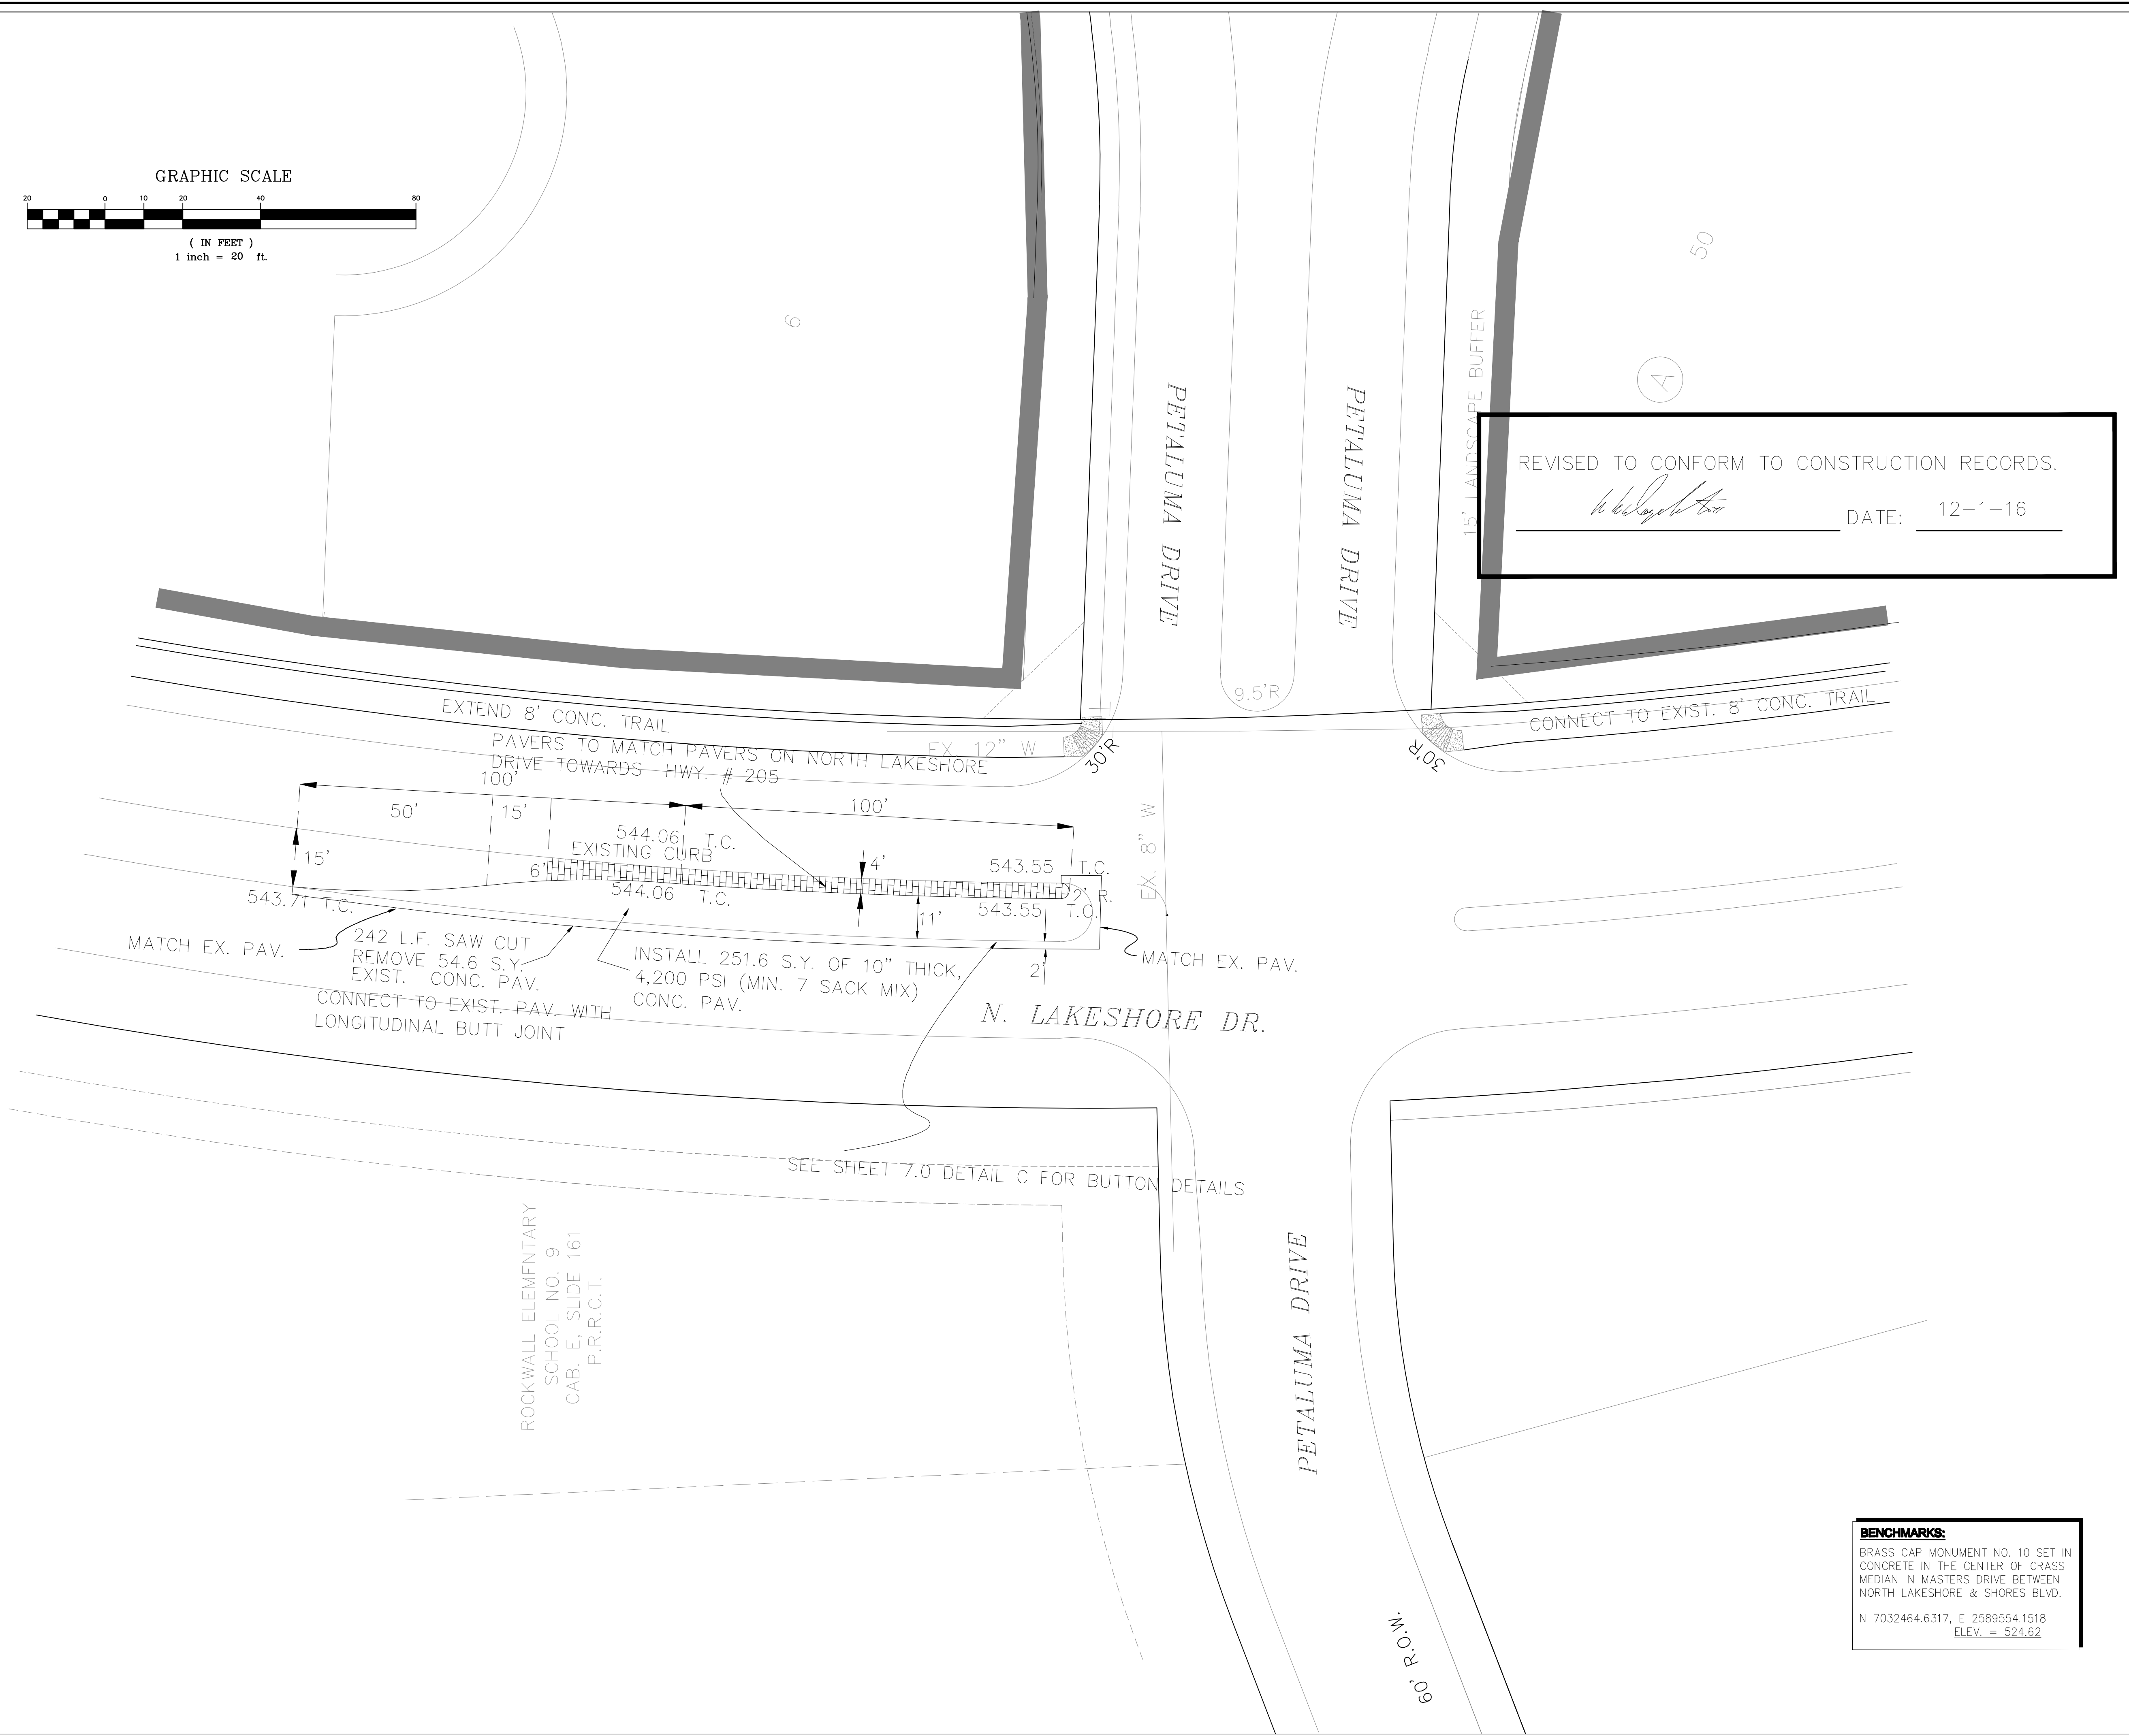 GRAPHIC SCALE
20 0 10 20 40 80
( IN FEET )
1 inch = 20 ft.
6
50
A
15' LANDSCAPE BUFFER
PETALUMA DRIVE
PETALUMA DRIVE
REVISED TO CONFORM TO CONSTRUCTION RECORDS.
DATE: 12-1-16
9.5'R
EXTEND 8' CONC. TRAIL
CONNECT TO EXIST. 8' CONC. TRAIL
EX. 12" W
30'R
30'R
PAVERS TO MATCH PAVERS ON NORTH LAKESHORE
DRIVE TOWARDS HWY. # 205
100'
100'
50'
15'
EX. 8" W
544.06 T.C.
EXISTING CURB
15'
6'
4'
543.55 T.C.
2' R.
544.06 T.C.
543.71 T.C.
11'
543.55 T.C.
2'
MATCH EX. PAV.
242 L.F. SAW CUT
REMOVE 54.6 S.Y.
EXIST. CONC. PAV.
CONNECT TO EXIST. PAV. WITH
LONGITUDINAL BUTT JOINT
INSTALL 251.6 S.Y. OF 10" THICK,
4,200 PSI (MIN. 7 SACK MIX)
CONC. PAV.
MATCH EX. PAV.
N. LAKESHORE DR.
SEE SHEET 7.0 DETAIL C FOR BUTTON DETAILS
ROCKWALL ELEMENTARY
SCHOOL NO. 9
CAB. E, SLIDE 161
P.R.R.C.T.
PETALUMA DRIVE
60' R.O.W.
BENCHMARKS:
BRASS CAP MONUMENT NO. 10 SET IN
CONCRETE IN THE CENTER OF GRASS
MEDIAN IN MASTERS DRIVE BETWEEN
NORTH LAKESHORE & SHORES BLVD.
N 7032464.6317, E 2589554.1518
ELEV. = 524.62